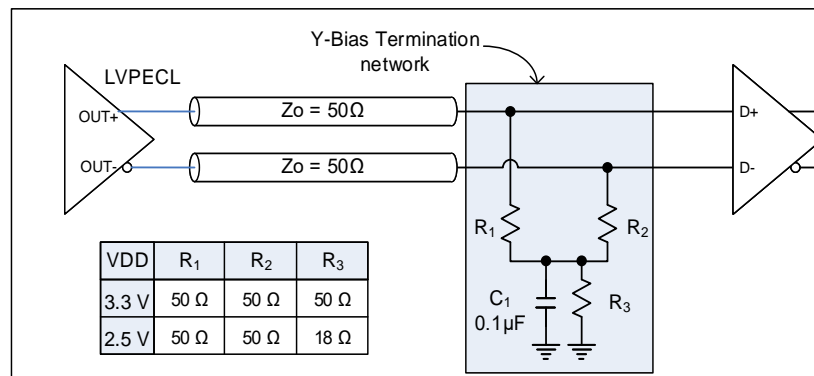 Y-Bias Termination
network
LVPECL
OUT+
Zo = 50Ω
D+
OUT-
Zo = 50Ω
D-
R1
R2
VDD R1 R2 R3
3.3 V 50 Ω 50 Ω 50 Ω
2.5 V 50 Ω 50 Ω 18 Ω
C1
0.1µF
R3